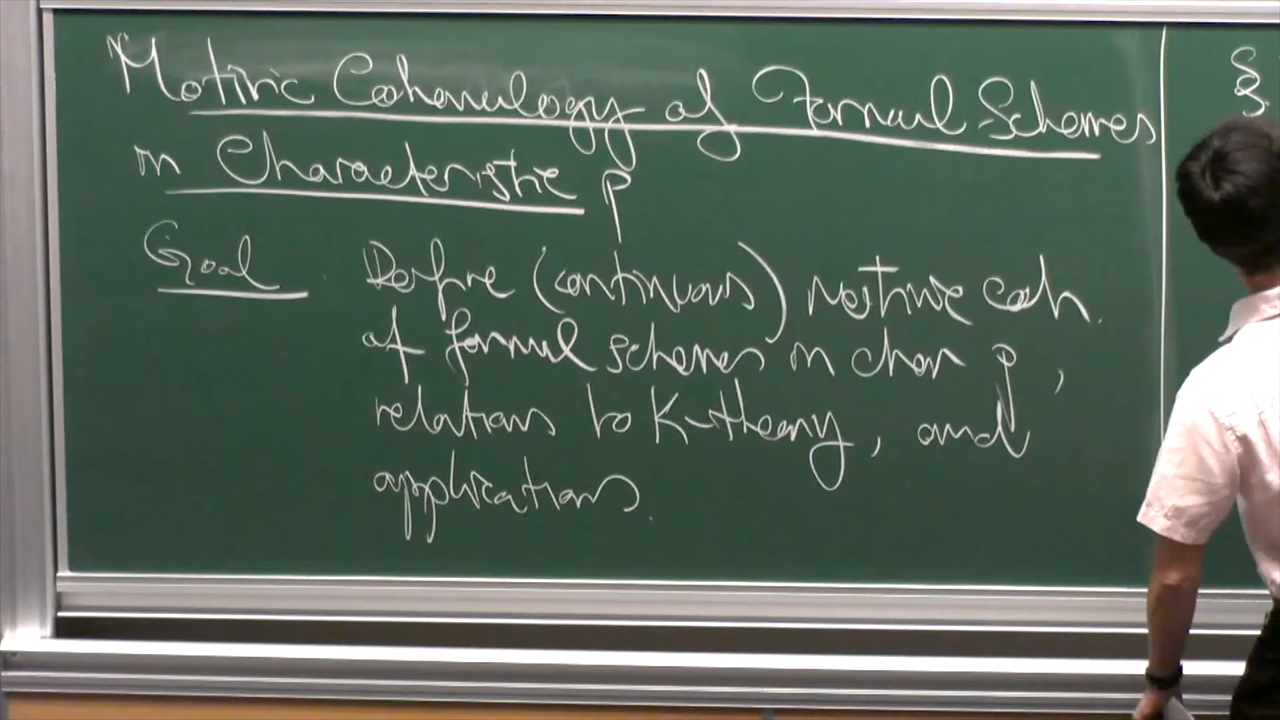 Motivic Cohomology of Formal Schemes
in Characteristic p
Goal Define (continuous) motivic coh.
of formal schemes in char p,
relations to K-theory, and
applications.
§